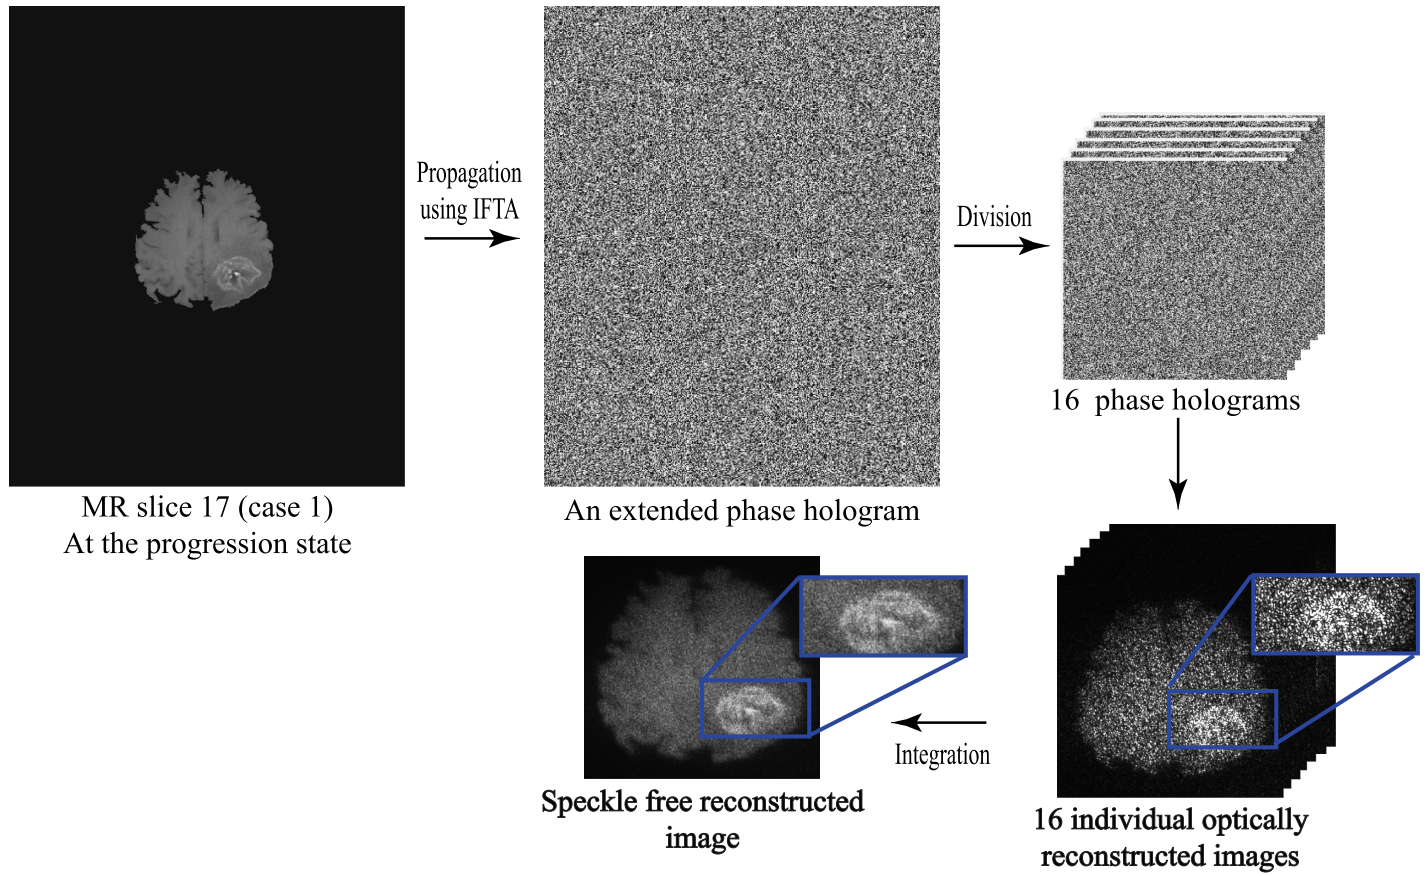 Propagation
using IFTA
Division
16 phase holograms
MR slice 17 (case 1)
At the progression state
An extended phase hologram
Integration
Speckle free reconstructed
image
16 individual optically
reconstructed images